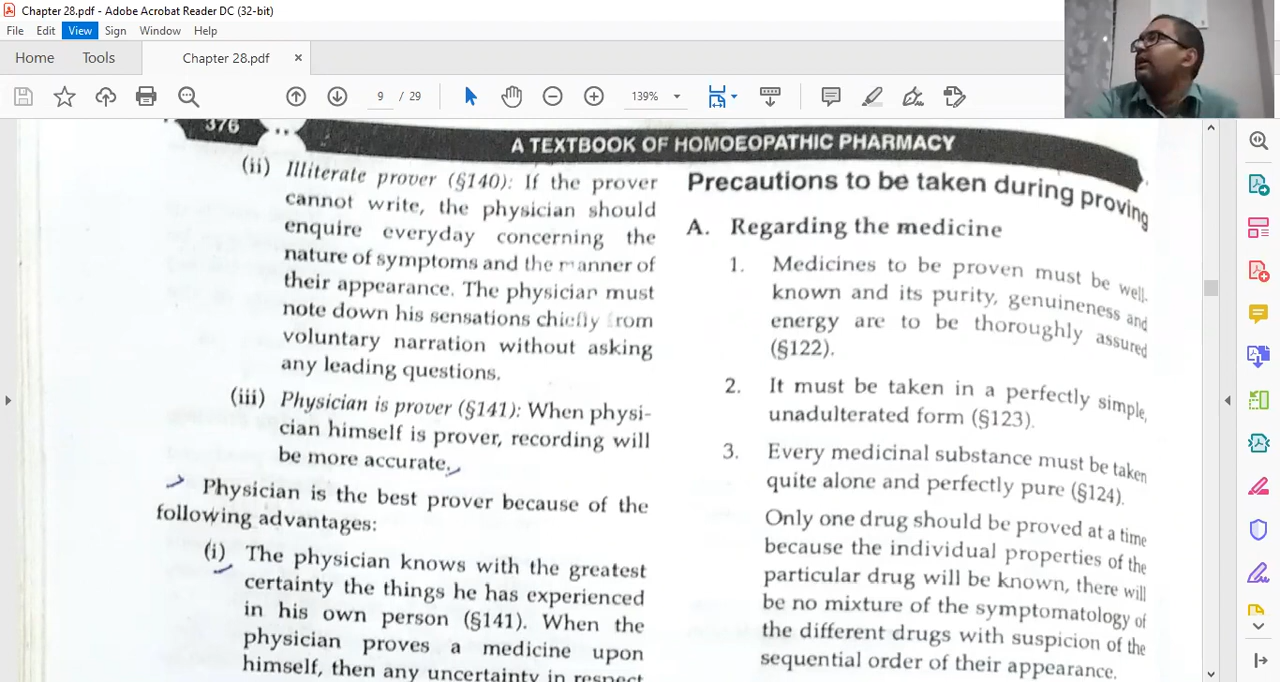 Chapter 28.pdf - Adobe Acrobat Reader DC (32-bit)
File Edit View Sign Window Help
Home Tools Chapter 28.pdf ×
9 / 29 139%
376
A TEXTBOOK OF HOMOEOPATHIC PHARMACY
(ii) Illiterate prover (§140): If the prover
cannot write, the physician should
enquire everyday concerning the
nature of symptoms and the manner of
their appearance. The physician must
note down his sensations chiefly from
voluntary narration without asking
any leading questions.
(iii) Physician is prover (§141): When physi-
cian himself is prover, recording will
be more accurate.
Physician is the best prover because of the
following advantages:
(i) The physician knows with the greatest
certainty the things he has experienced
in his own person (§141). When the
physician proves a medicine upon
himself, then any uncertainty in respect
Precautions to be taken during proving
A. Regarding the medicine
1. Medicines to be proven must be well-
known and its purity, genuineness and
energy are to be thoroughly assured
(§122).
2. It must be taken in a perfectly simple,
unadulterated form (§123).
3. Every medicinal substance must be taken
quite alone and perfectly pure (§124).
Only one drug should be proved at a time
because the individual properties of the
particular drug will be known, there will
be no mixture of the symptomatology of
the different drugs with suspicion of the
sequential order of their appearance.